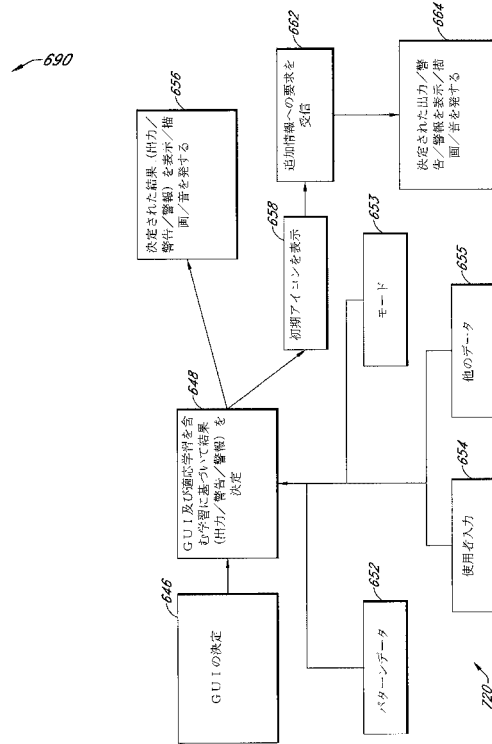 690
646
GUIの決定
648
GUI及び適応学習を含
む学習に基づいて結果
(出力/警告/警報)を
決定
656
決定された結果(出力/
警告/警報)を表示/描
画/音を発する
658
初期アイコンを表示
662
追加情報への要求を
受信
664
決定された出力/警
告/警報を表示/描
画/音を発する
652
パターンデータ
653
モード
654
使用者入力
655
他のデータ
720